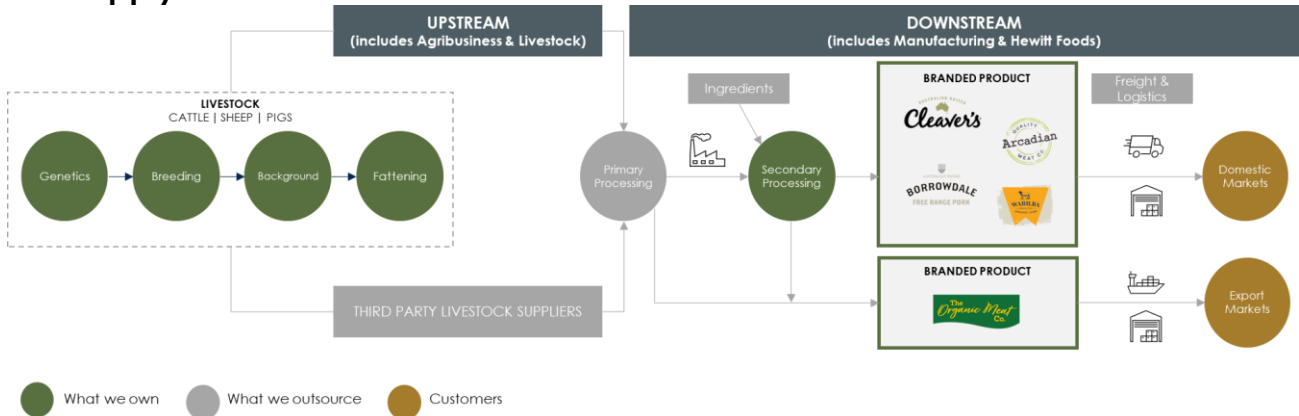 UPSTREAM
(includes Agribusiness & Livestock)
DOWNSTREAM
(includes Manufacturing & Hewitt Foods)
LIVESTOCK
CATTLE | SHEEP | PIGS
Genetics
Breeding
Background
Fattening
THIRD PARTY LIVESTOCK SUPPLIERS
Primary
Processing
Ingredients
Secondary
Processing
BRANDED PRODUCT
Cleaver's
QUALITY
Arcadian
MEAT CO
BORROWDALE
FREE RANGE PORK
WARILBA
BRANDED PRODUCT
The
Organic Meat
Co.
Freight &
Logistics
Domestic
Markets
Export
Markets
What we own
What we outsource
Customers